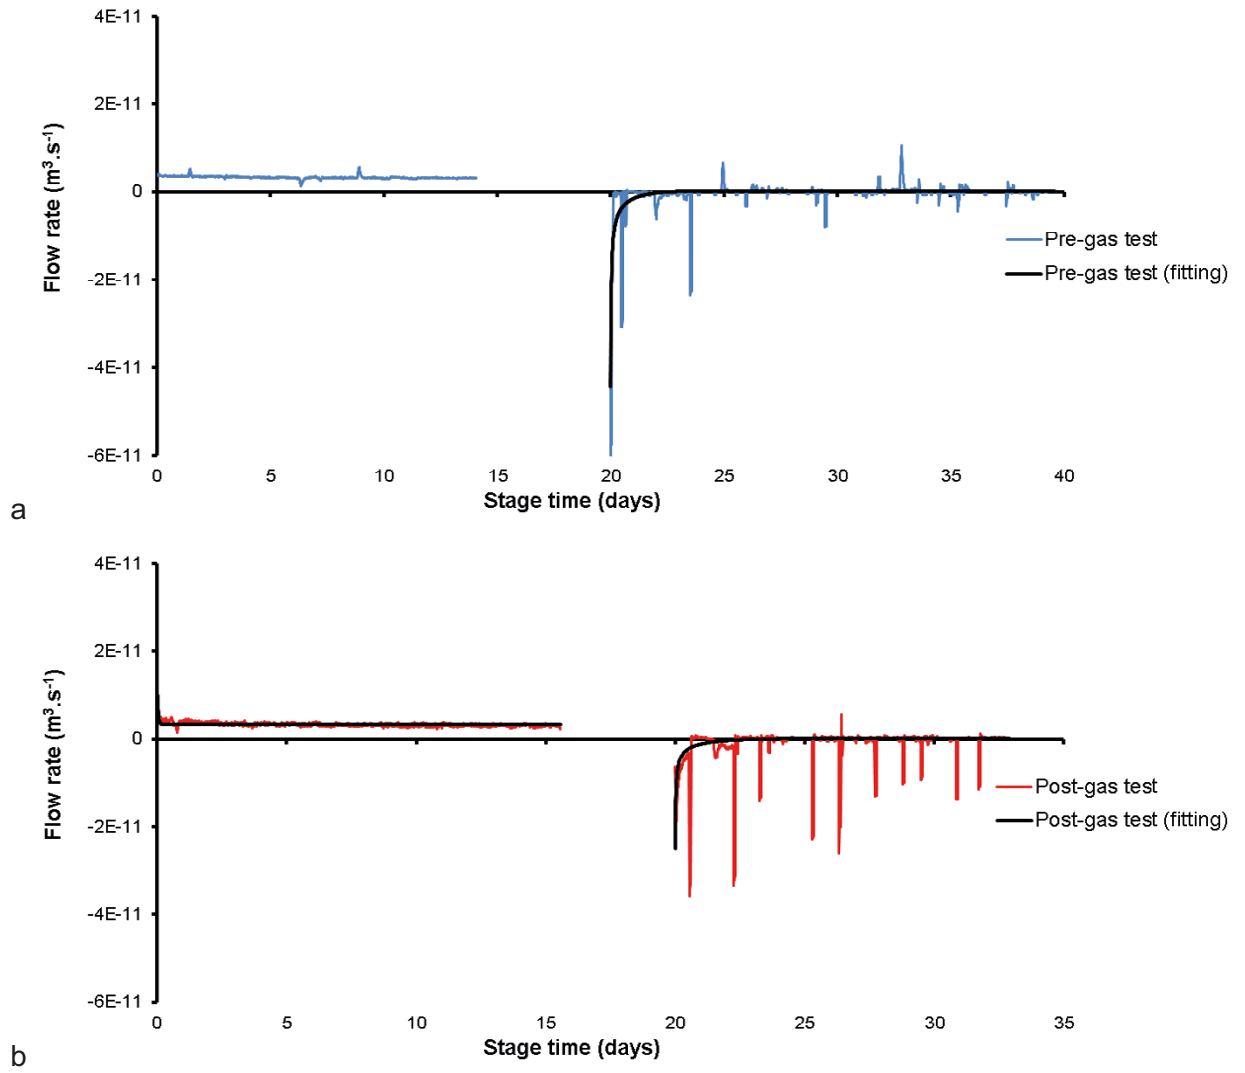 4E-11
2E-11
0
-2E-11
-4E-11
-6E-11
Flow rate (m³.s⁻¹)
0 5 10 15 20 25 30 35 40
Stage time (days)
Pre-gas test
Pre-gas test (fitting)
a
4E-11
2E-11
0
-2E-11
-4E-11
-6E-11
Flow rate (m³.s⁻¹)
0 5 10 15 20 25 30 35
Stage time (days)
Post-gas test
Post-gas test (fitting)
b